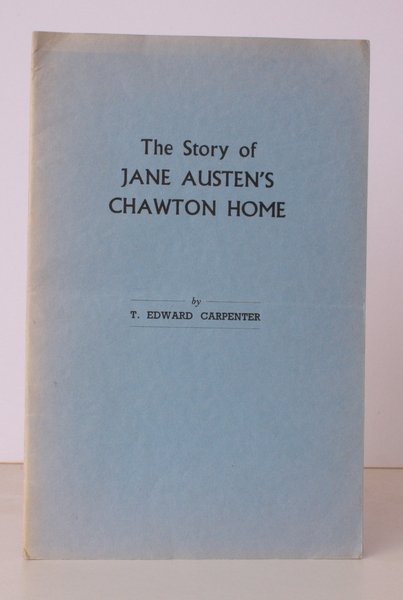 The Story of
JANE AUSTEN'S
CHAWTON HOME
by
T. EDWARD CARPENTER